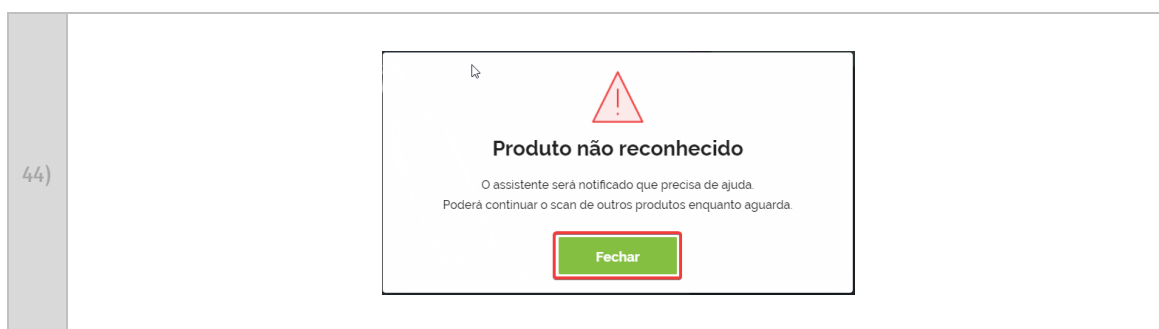 44)
Produto não reconhecido
O assistente será notificado que precisa de ajuda.
Poderá continuar o scan de outros produtos enquanto aguarda.
Fechar